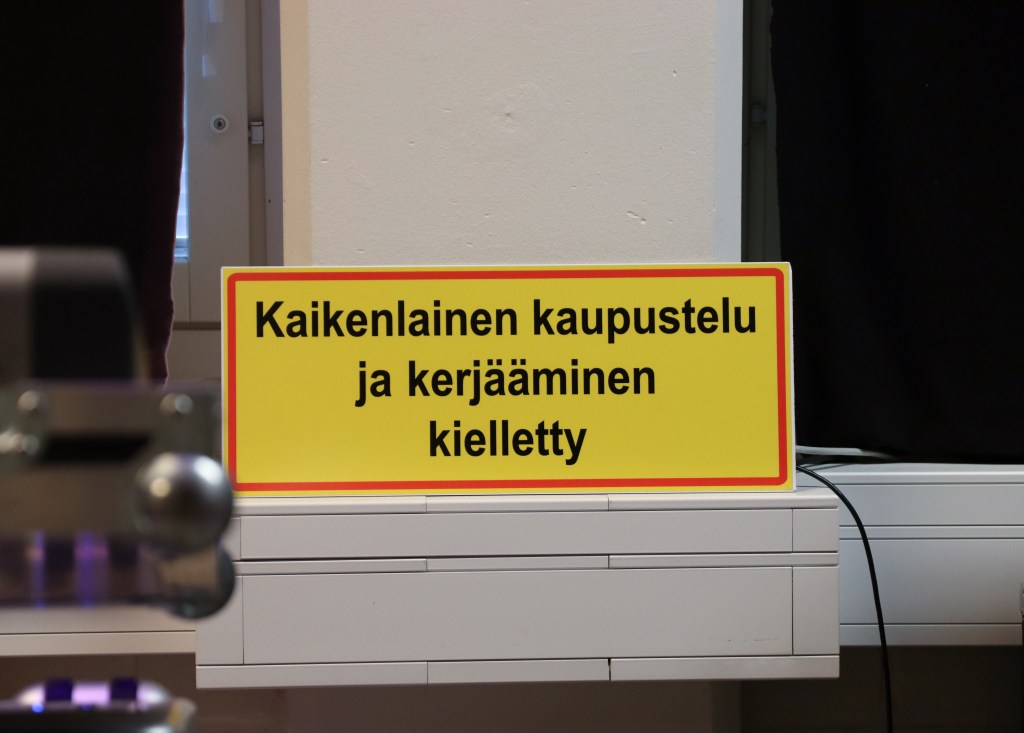 Kaikenlainen kaupustelu
ja kerjääminen
kielletty